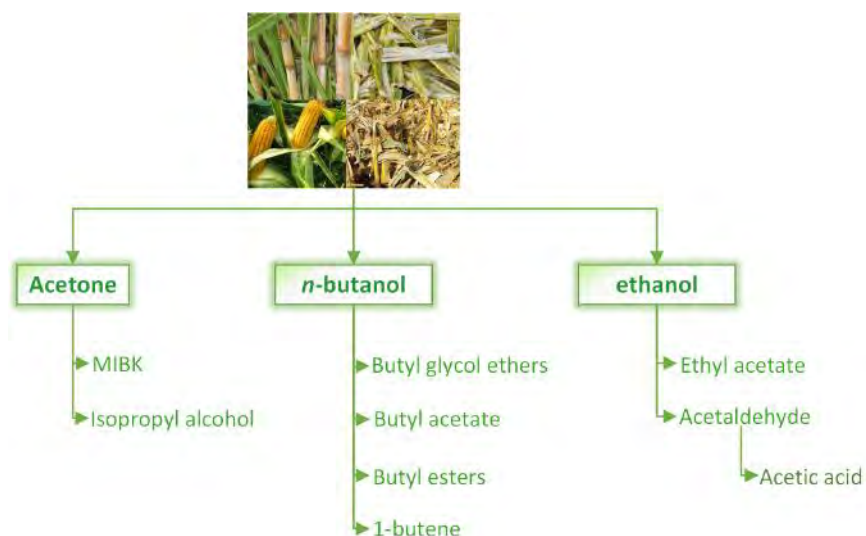 Acetone
n-butanol
ethanol
MIBK
Isopropyl alcohol
Butyl glycol ethers
Butyl acetate
Butyl esters
1-butene
Ethyl acetate
Acetaldehyde
Acetic acid